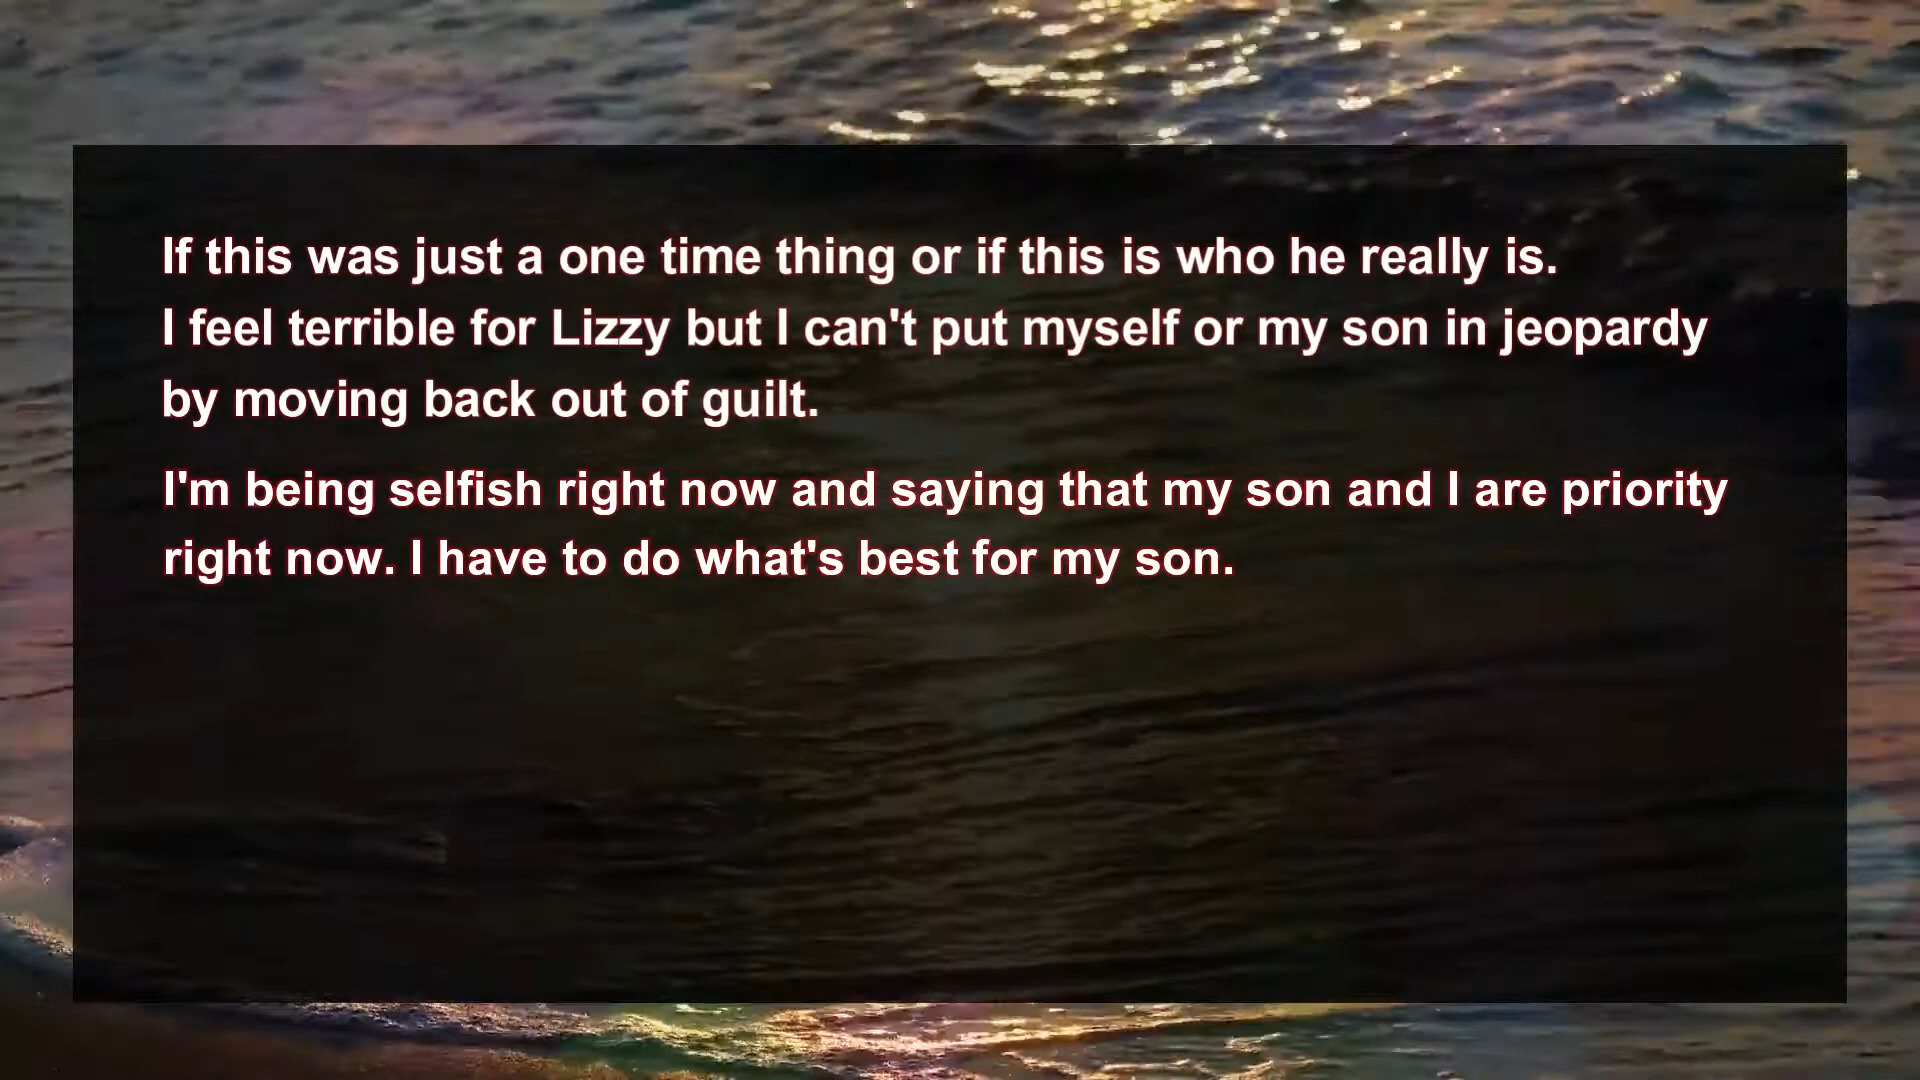 If this was just a one time thing or if this is who he really is.
I feel terrible for Lizzy but I can't put myself or my son in jeopardy
by moving back out of guilt.
I'm being selfish right now and saying that my son and I are priority
right now. I have to do what's best for my son.